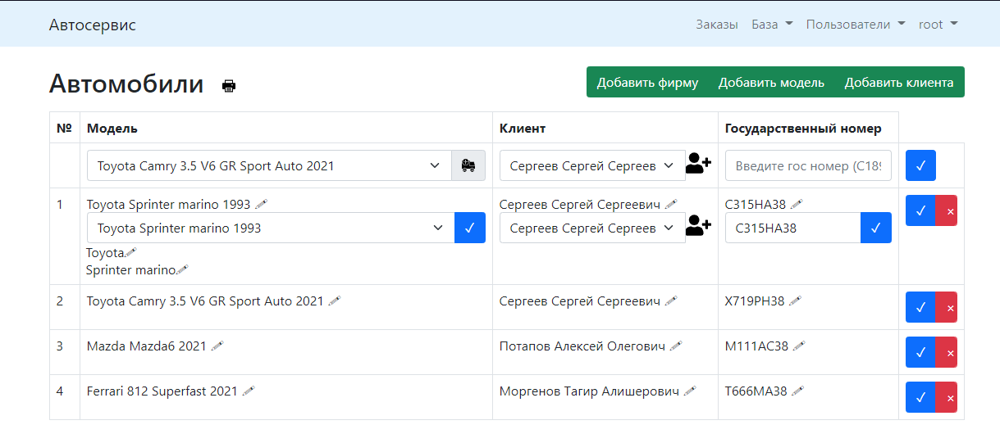 Автосервис Заказы База Пользователи root
Автомобили Добавить фирму Добавить модель Добавить клиента
№ Модель Клиент Государственный номер
Toyota Camry 3.5 V6 GR Sport Auto 2021 Сергеев Сергей Сергеев Введите гос номер (С189
1 Toyota Sprinter marino 1993 Сергеев Сергей Сергеевич С315НА38
Toyota Sprinter marino 1993 Сергеев Сергей Сергеев С315НА38
Toyota
Sprinter marino
2 Toyota Camry 3.5 V6 GR Sport Auto 2021 Сергеев Сергей Сергеевич Х719РН38
3 Mazda Mazda6 2021 Потапов Алексей Олегович М111АС38
4 Ferrari 812 Superfast 2021 Моргенов Тагир Алишерович Т666МА38